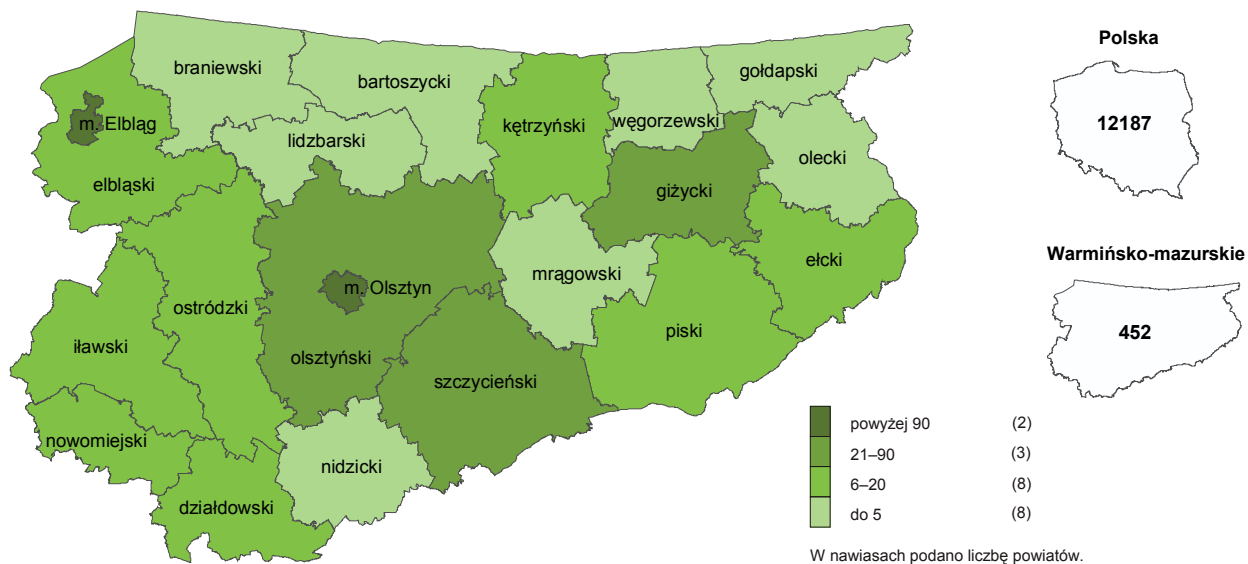 braniewski
bartoszycki
gołdapski
m. Elbląg
kętrzyński
węgorzewski
lidzbarski
olecki
elbląski
giżycki
ełcki
mrągowski
m. Olsztyn
ostródzki
piski
iławski
olsztyński
szczycieński
nowomiejski
nidzicki
działdowski
Polska
12187
Warmińsko-mazurskie
452
powyżej 90 (2)
21–90 (3)
6–20 (8)
do 5 (8)
W nawiasach podano liczbę powiatów.